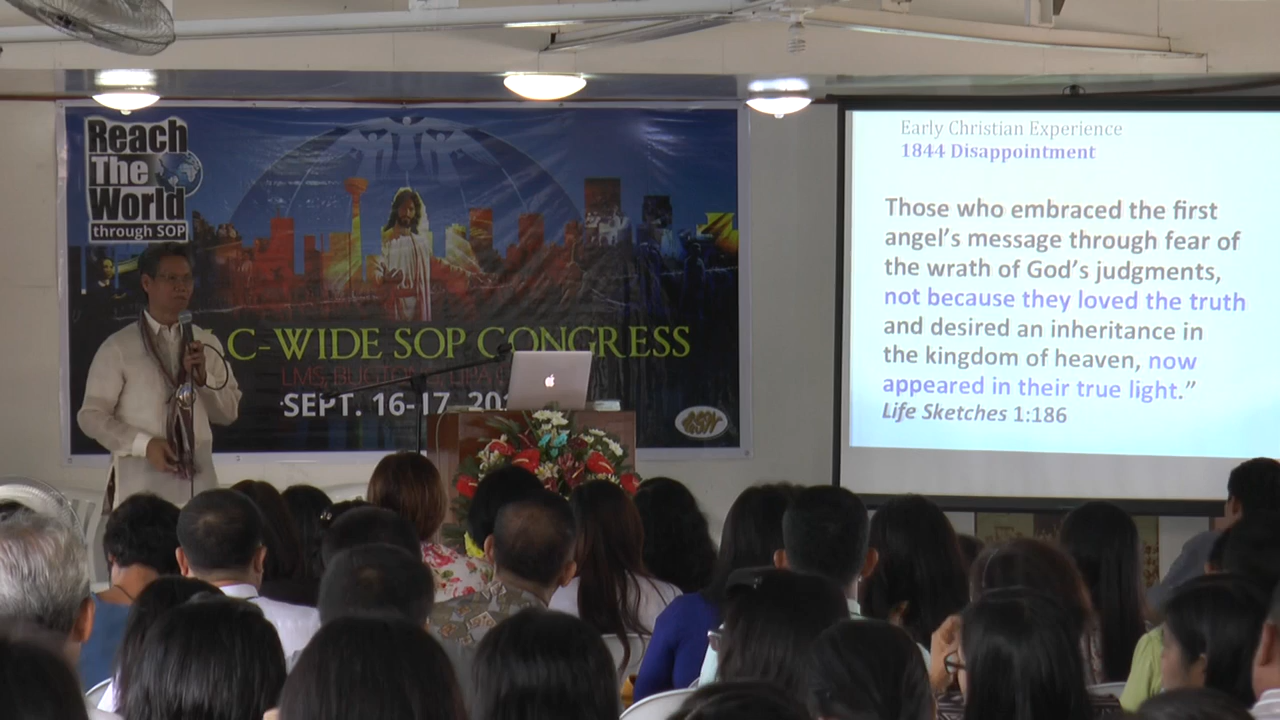 Reach
The
World
through SOP
C-WIDE SOP CONGRESS
SEPT. 16-17, 20
Early Christian Experience
1844 Disappointment
Those who embraced the first
angel's message through fear of
the wrath of God's judgments,
not because they loved the truth
and desired an inheritance in
the kingdom of heaven, now
appeared in their true light.”
Life Sketches 1:186